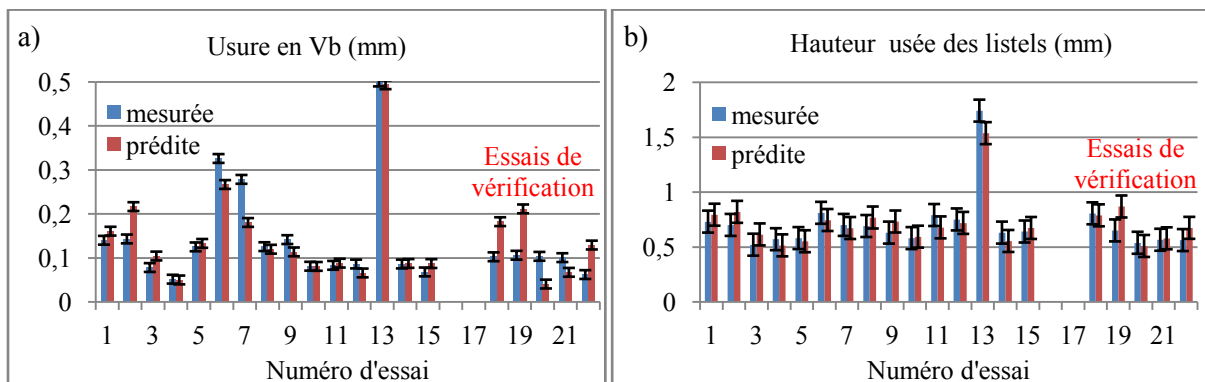 a)
Usure en Vb (mm)
0,5
0,4
0,3
0,2
0,1
0
mesurée
prédite
Essais de
vérification
1 3 5 7 9 11 13 15 17 19 21
Numéro d'essai
b)
Hauteur usée des listels (mm)
2
1,5
1
0,5
0
mesurée
prédite
Essais de
vérification
1 3 5 7 9 11 13 15 17 19 21
Numéro d'essai